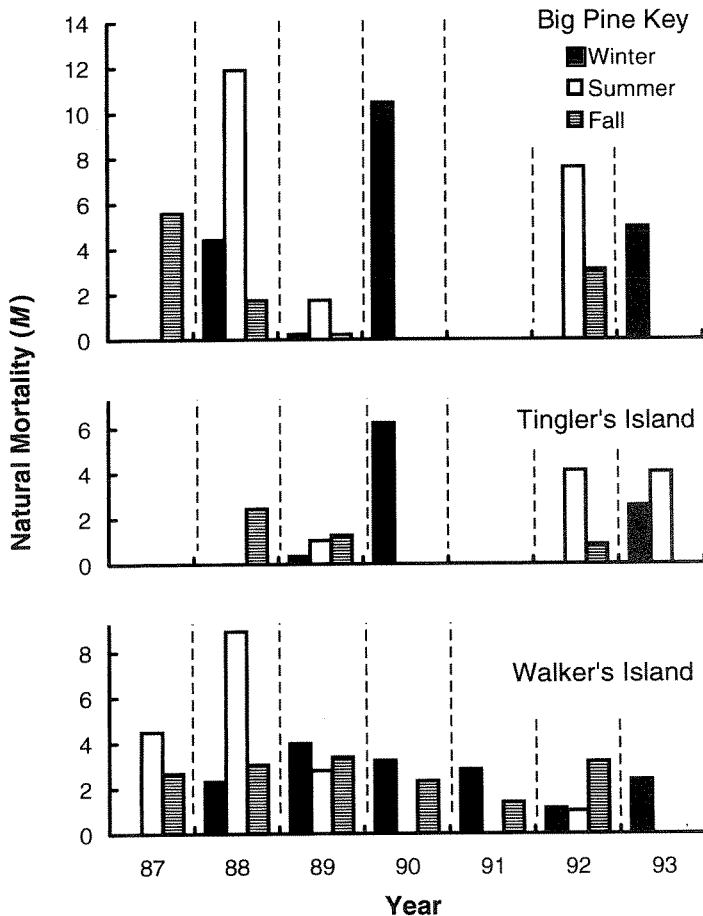 Big Pine Key
Winter
Summer
Fall
14
12
10
8
6
4
2
0
Natural Mortality (M)
Tingler's Island
6
4
2
0
Walker's Island
8
6
4
2
0
87 88 89 90 91 92 93
Year